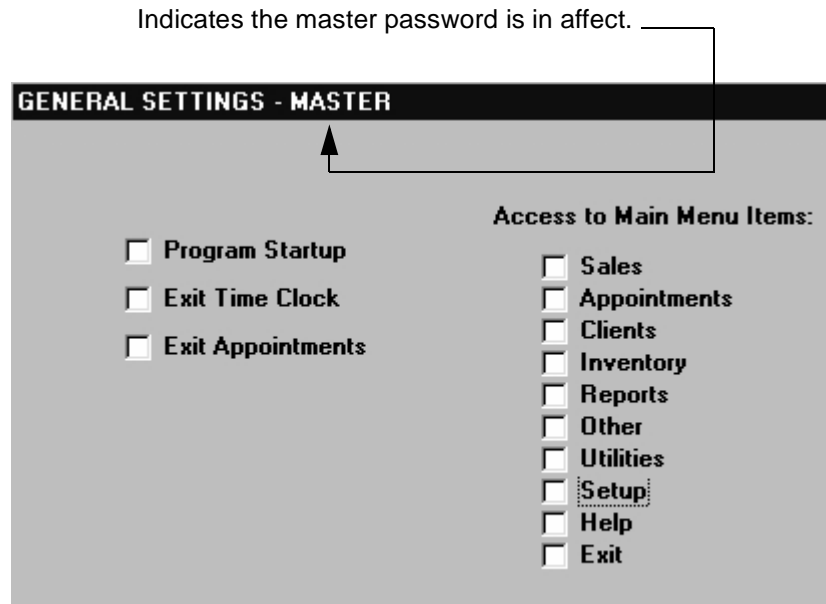 Indicates the master password is in affect.
GENERAL SETTINGS - MASTER
Program Startup
Exit Time Clock
Exit Appointments
Access to Main Menu Items:
Sales
Appointments
Clients
Inventory
Reports
Other
Utilities
Setup
Help
Exit